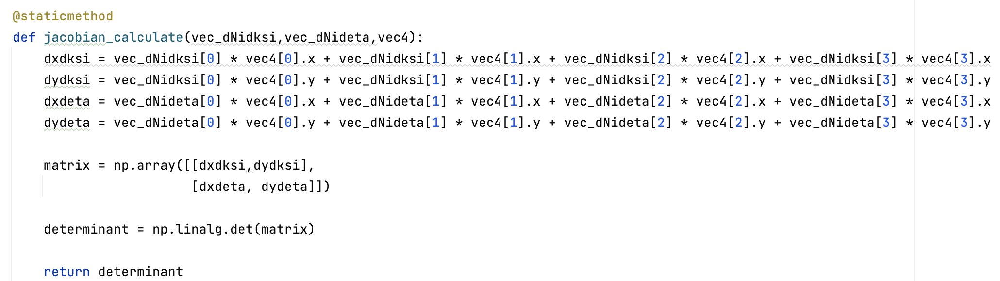 @staticmethod
def jacobian_calculate(vec_dNidksi,vec_dNideta,vec4):
    dxdksi = vec_dNidksi[0] * vec4[0].x + vec_dNidksi[1] * vec4[1].x + vec_dNidksi[2] * vec4[2].x + vec_dNidksi[3] * vec4[3].x
    dydksi = vec_dNidksi[0] * vec4[0].y + vec_dNidksi[1] * vec4[1].y + vec_dNidksi[2] * vec4[2].y + vec_dNidksi[3] * vec4[3].y
    dxdeta = vec_dNideta[0] * vec4[0].x + vec_dNideta[1] * vec4[1].x + vec_dNideta[2] * vec4[2].x + vec_dNideta[3] * vec4[3].x
    dydeta = vec_dNideta[0] * vec4[0].y + vec_dNideta[1] * vec4[1].y + vec_dNideta[2] * vec4[2].y + vec_dNideta[3] * vec4[3].y
    matrix = np.array([[dxdksi,dydksi],
                       [dxdeta, dydeta]])
    determinant = np.linalg.det(matrix)
    return determinant